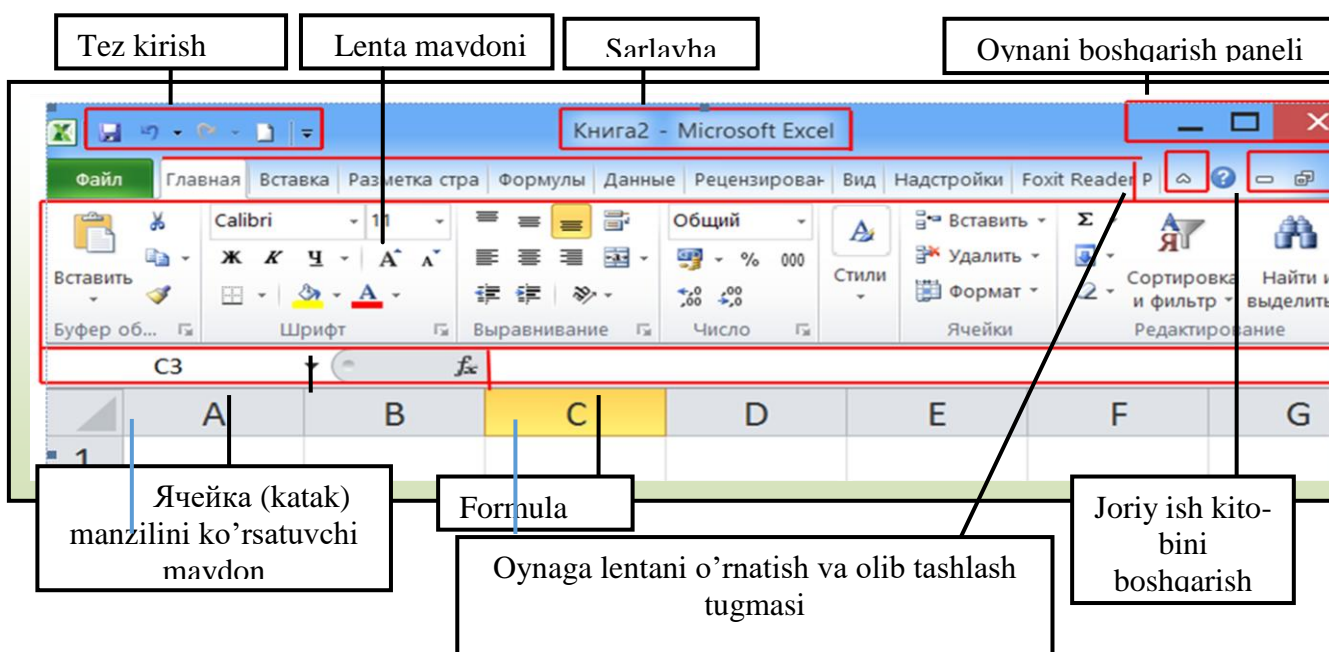 Tez kirish
Lenta maydoni
Sarlavha
Oynani boshqarish paneli
Книга2 - Microsoft Excel
Файл Главная Вставка Разметка стра Формулы Данные Рецензирован Вид Надстройки Foxit Reader P
Calibri 11 Общий Вставить Σ
Ж К Ч А А % 000 Удалить
Вставить А Стили Формат Сортировка и фильтр Найти и выделить
Буфер об... Шрифт Выравнивание Число Ячейки Редактирование
C3 fx
A B C D E F G
1
Ячейка (katak)
manzilini ko’rsatuvchi
maydon
Formula
Oynaga lentani o’rnatish va olib tashlash
tugmasi
Joriy ish kito-
bini
boshqarish